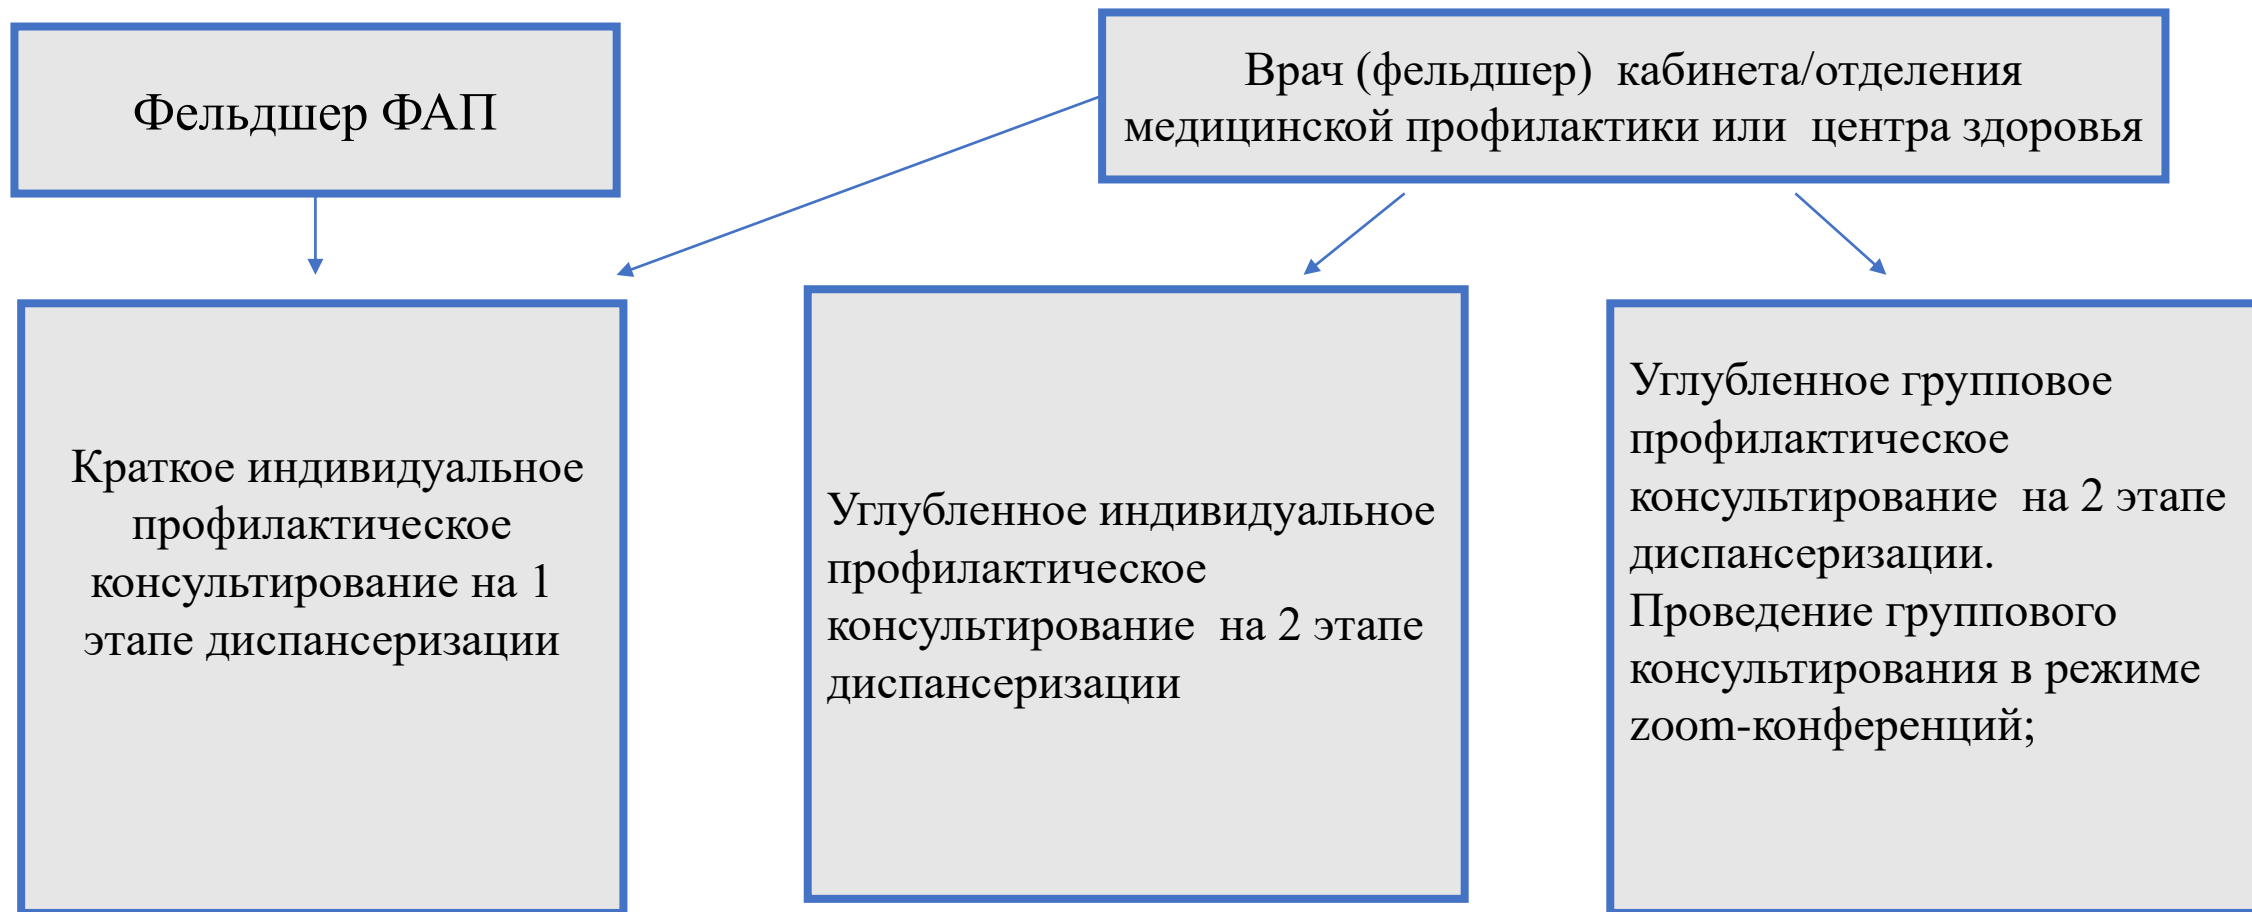 Фельдшер ФАП
Врач (фельдшер)  кабинета/отделения
медицинской профилактики или  центра здоровья
Краткое индивидуальное
профилактическое
консультирование на 1
этапе диспансеризации
Углубленное индивидуальное
профилактическое
консультирование  на 2 этапе
диспансеризации
Углубленное групповое
профилактическое
консультирование  на 2 этапе
диспансеризации.
Проведение группового
консультирования в режиме
zoom-конференций;